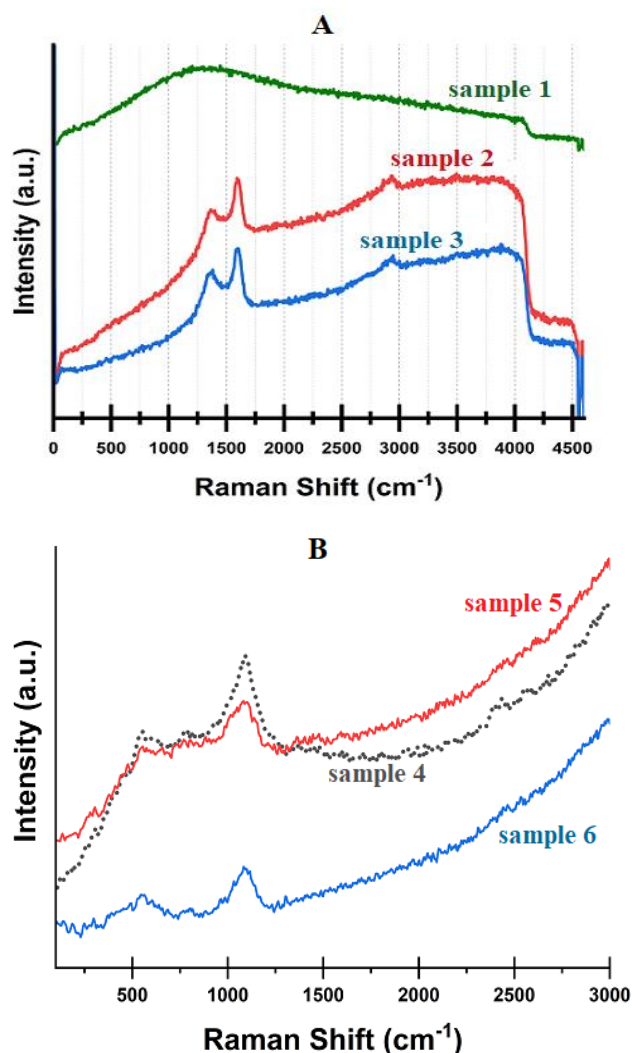 A
Intensity (a.u.)
sample 1
sample 2
sample 3
0 500 1000 1500 2000 2500 3000 3500 4000 4500
Raman Shift (cm-1)
B
Intensity (a.u.)
sample 5
sample 4
sample 6
500 1000 1500 2000 2500 3000
Raman Shift (cm-1)